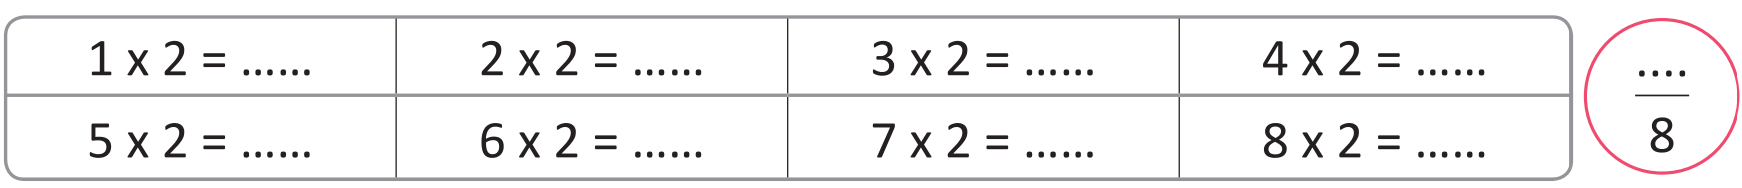 1 x 2 = ......
2 x 2 = ......
3 x 2 = ......
4 x 2 = ......
5 x 2 = ......
6 x 2 = ......
7 x 2 = ......
8 x 2 = ......
....
8